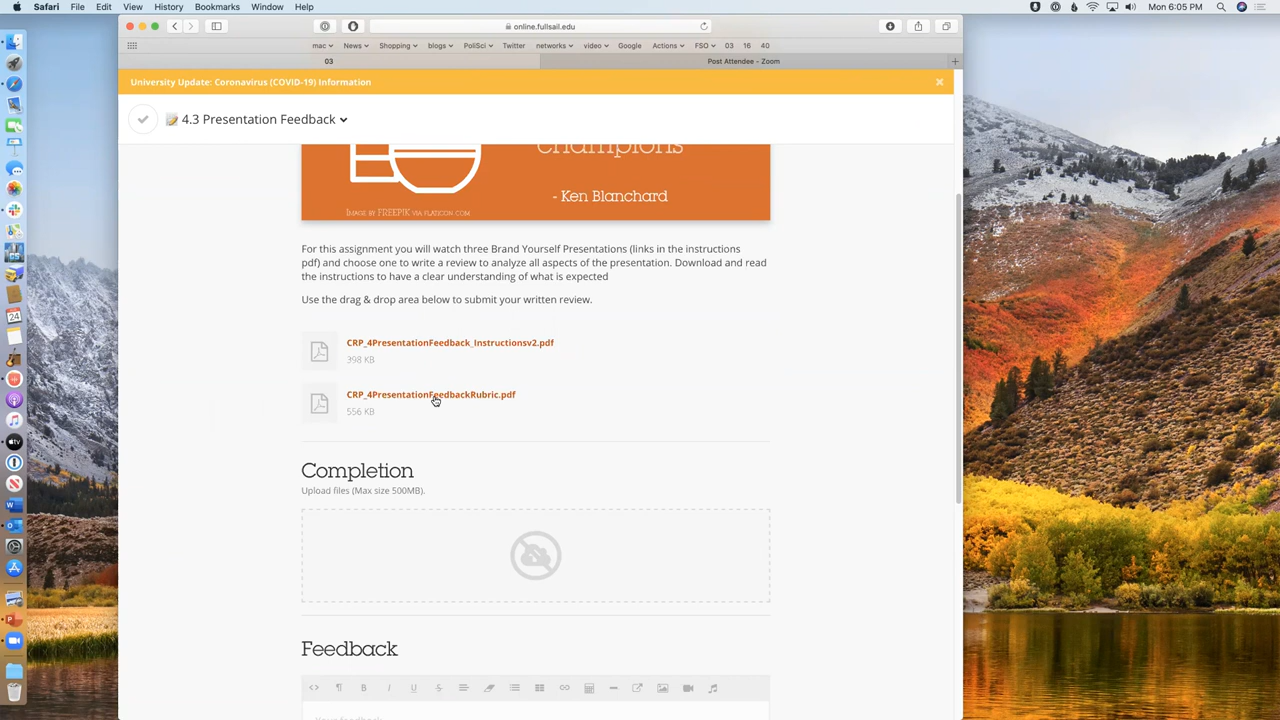 Safari File Edit View History Bookmarks Window Help Mon 6:05 PM
online.fullsail.edu
mac News Shopping blogs PoliSci Twitter networks video Google Actions FSO 03 16 40
03 Post Attendee - Zoom
University Update: Coronavirus (COVID-19) Information
4.3 Presentation Feedback
champions
- Ken Blanchard
IMAGE BY FREEPIK VIA FLATICON.COM
For this assignment you will watch three Brand Yourself Presentations (links in the instructions
pdf) and choose one to write a review to analyze all aspects of the presentation. Download and read
the instructions to have a clear understanding of what is expected
Use the drag & drop area below to submit your written review.
CRP_4PresentationFeedback_Instructionsv2.pdf
398 KB
CRP_4PresentationFeedbackRubric.pdf
556 KB
Completion
Upload files (Max size 500MB).
Feedback